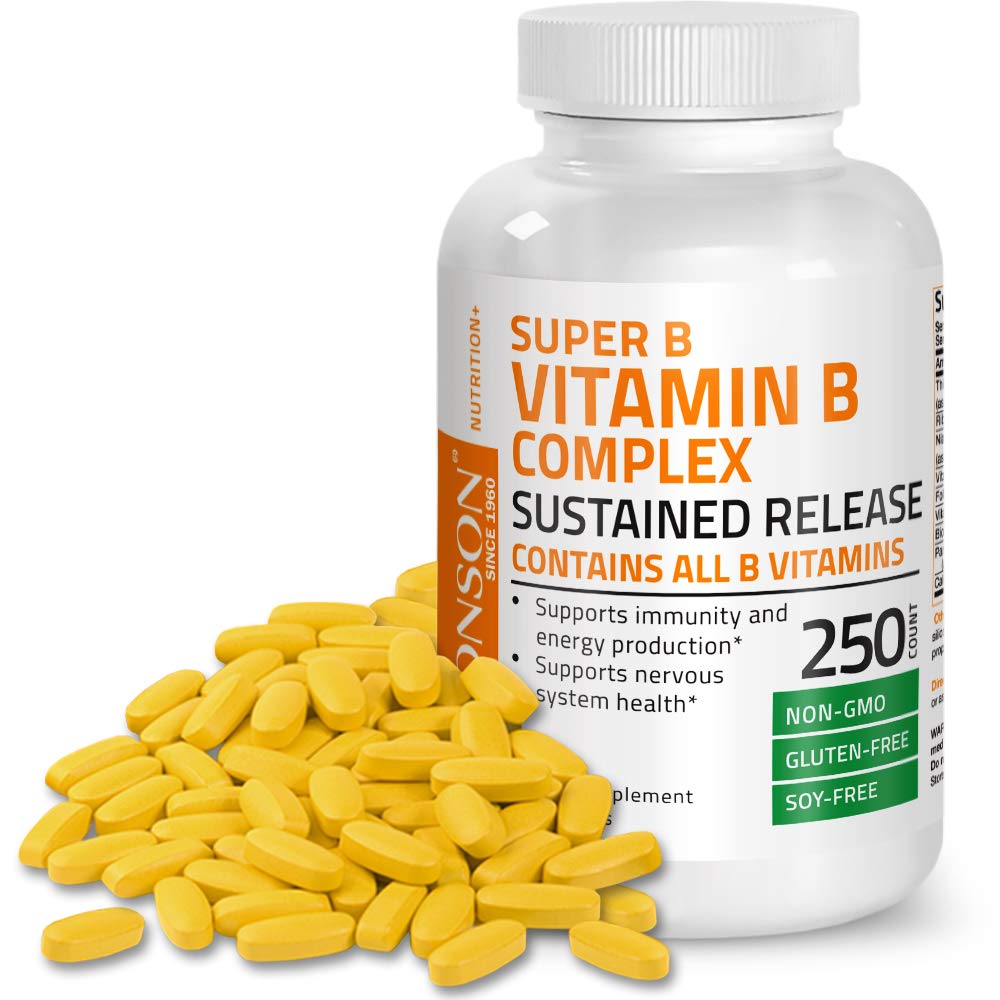 NUTRITION+
ONSON®
SINCE 1960
SUPER B
VITAMIN B
COMPLEX
SUSTAINED RELEASE
CONTAINS ALL B VITAMINS
• Supports immunity and
energy production*
• Supports nervous
system health*
250 COUNT
NON-GMO
GLUTEN-FREE
SOY-FREE
plement
s